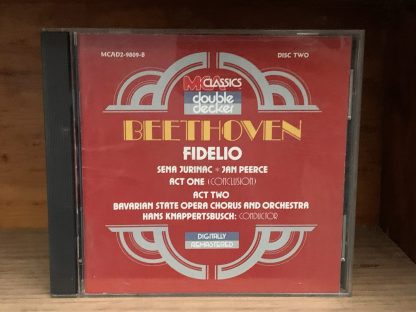 MCAD2-9809-B
DISC TWO
MCA CLASSICS
double decker
BEETHOVEN
FIDELIO
SENA JURINAC + JAN PEERCE
ACT ONE (CONCLUSION)
ACT TWO
BAVARIAN STATE OPERA CHORUS AND ORCHESTRA
HANS KNAPPERTSBUSCH: CONDUCTOR
DIGITALLY
REMASTERED